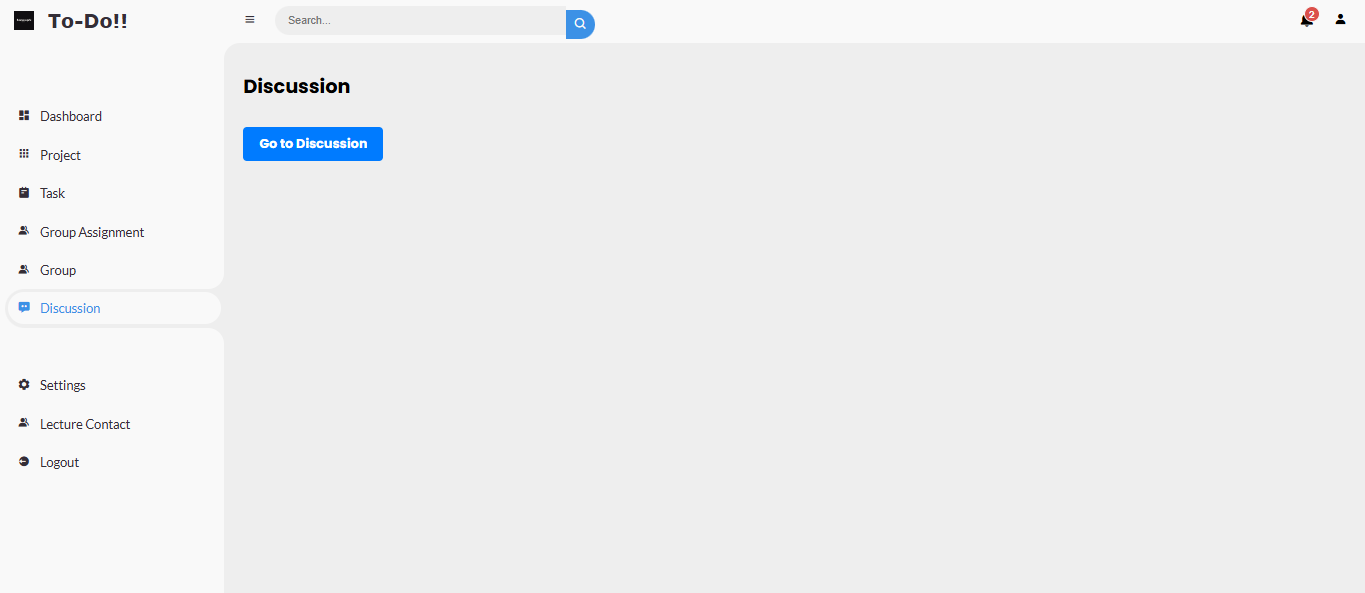 To-Do!!
Search...
2
Discussion
Go to Discussion
Dashboard
Project
Task
Group Assignment
Group
Discussion
Settings
Lecture Contact
Logout